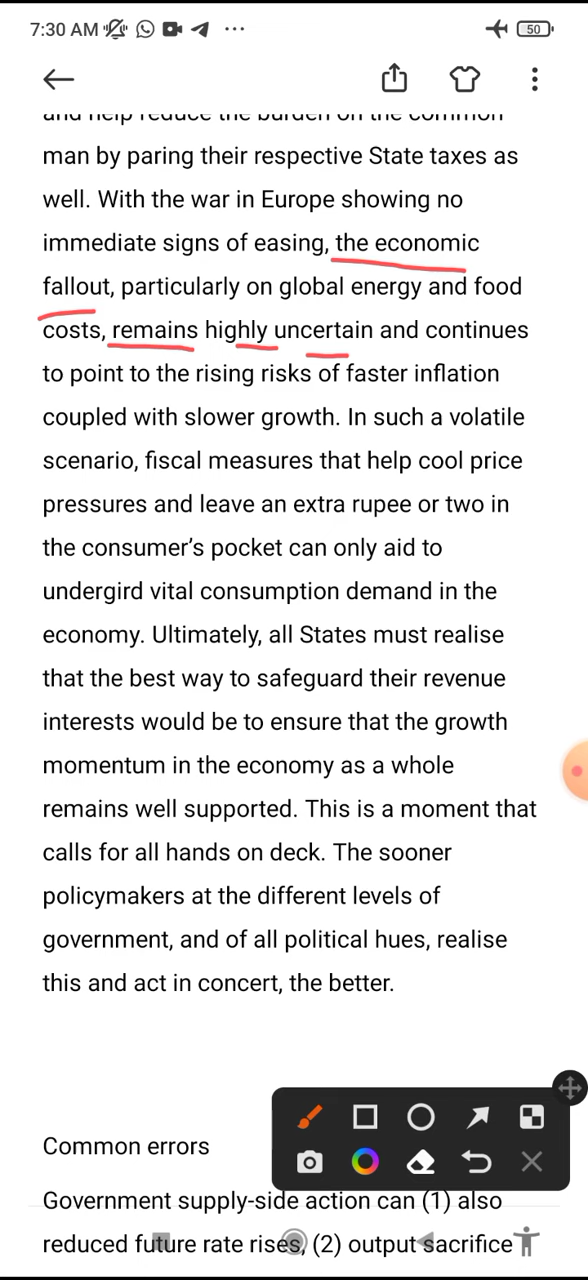 7:30 AM
50
and help reduce the burden on the common
man by paring their respective State taxes as
well. With the war in Europe showing no
immediate signs of easing, the economic
fallout, particularly on global energy and food
costs, remains highly uncertain and continues
to point to the rising risks of faster inflation
coupled with slower growth. In such a volatile
scenario, fiscal measures that help cool price
pressures and leave an extra rupee or two in
the consumer's pocket can only aid to
undergird vital consumption demand in the
economy. Ultimately, all States must realise
that the best way to safeguard their revenue
interests would be to ensure that the growth
momentum in the economy as a whole
remains well supported. This is a moment that
calls for all hands on deck. The sooner
policymakers at the different levels of
government, and of all political hues, realise
this and act in concert, the better.
Common errors
Government supply-side action can (1) also
reduced future rate rises, (2) output sacrifice